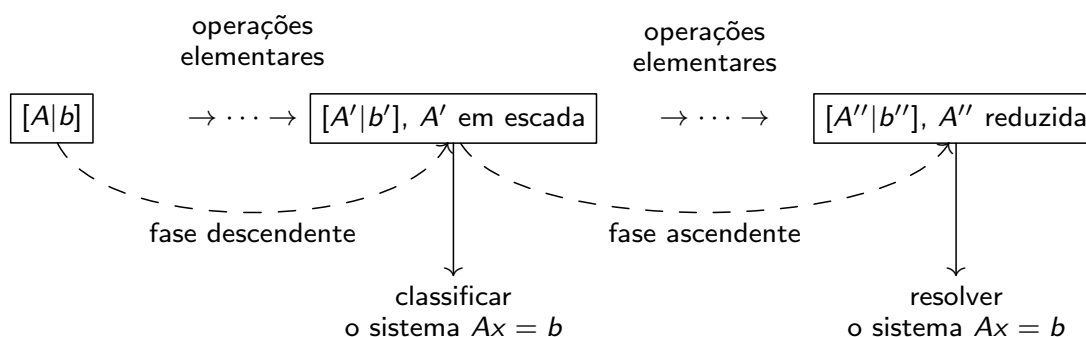 operações
elementares
operações
elementares
[A|b]
→ ⋯ →
[A′|b′], A′ em escada
→ ⋯ →
[A′′|b′′], A′′ reduzida
fase descendente
fase ascendente
classificar
o sistema Ax = b
resolver
o sistema Ax = b